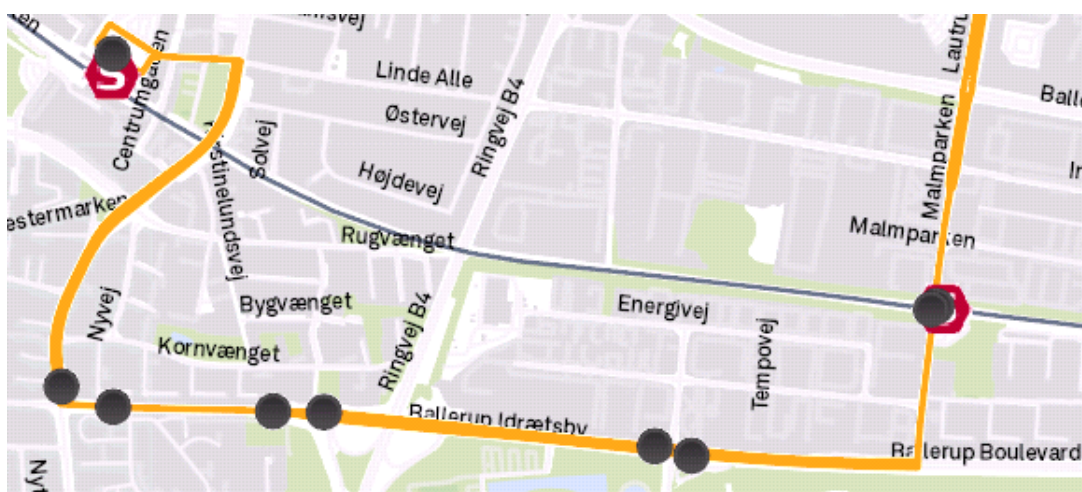 Linde Alle
Østervej
Højdevej
Ringvej B4
Centrumgaden
Solvej
Rugvænget
Bygvænget
Kornvænget
Nyvej
Ringvej B4
Energivej
Tempovej
Malmparken
Malmparken
Ballerup Idrætsby
Ballerup Boulevard